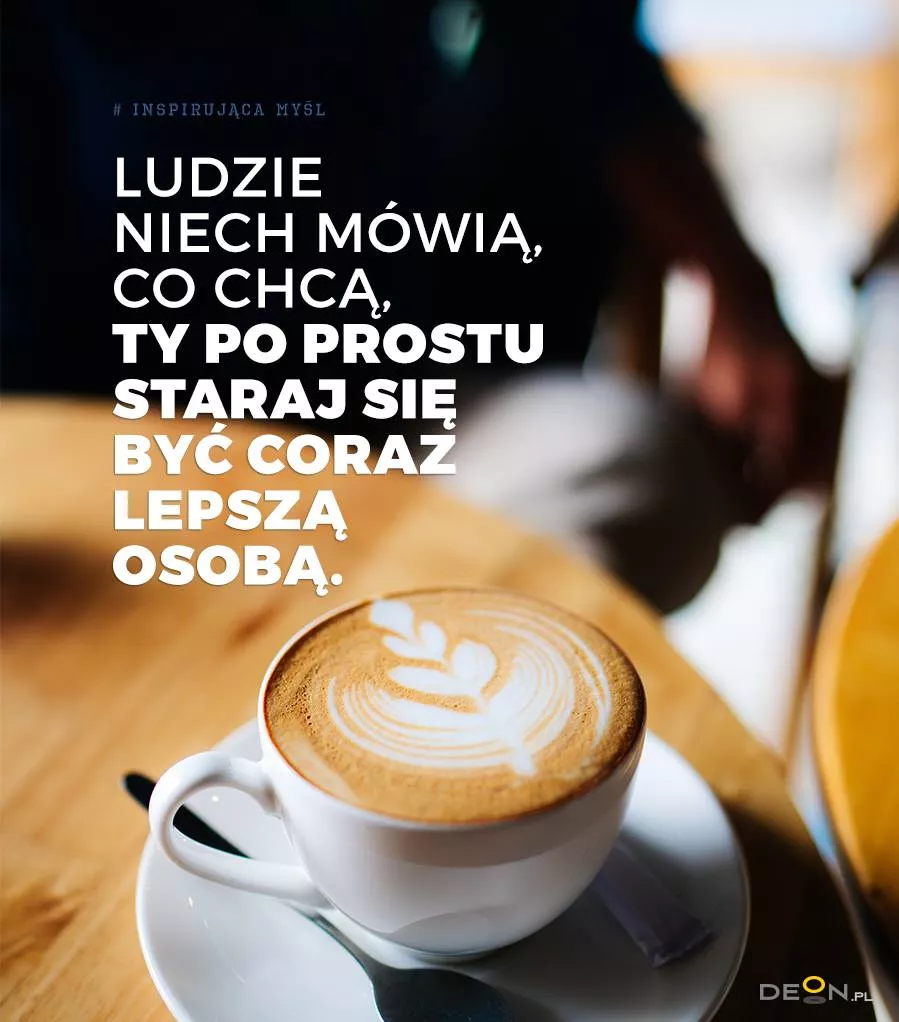 # INSPIRUJĄCA MYŚL
LUDZIE
NIECH MÓWIĄ,
CO CHCĄ,
TY PO PROSTU
STARAJ SIĘ
BYĆ CORAZ
LEPSZĄ
OSOBĄ.
DEON.PL